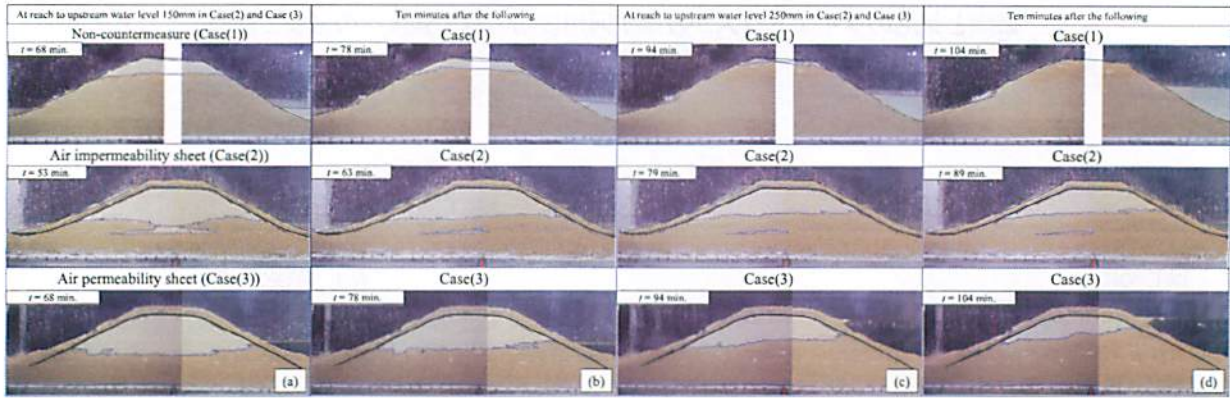 At reach to upstream water level 150mm in Case(2) and Case (3)
Ten minutes after the following
At reach to upstream water level 250mm in Case(2) and Case (3)
Ten minutes after the following
Non-countermeasure (Case(1))
Case(1)
Case(1)
Case(1)
t = 68 min.
t = 78 min.
t = 94 min.
t = 104 min.
Air impermeability sheet (Case(2))
Case(2)
Case(2)
Case(2)
t = 53 min.
t = 63 min.
t = 79 min.
t = 89 min.
Air permeability sheet (Case(3))
Case(3)
Case(3)
Case(3)
t = 68 min.
t = 78 min.
t = 94 min.
t = 104 min.
(a)
(b)
(c)
(d)